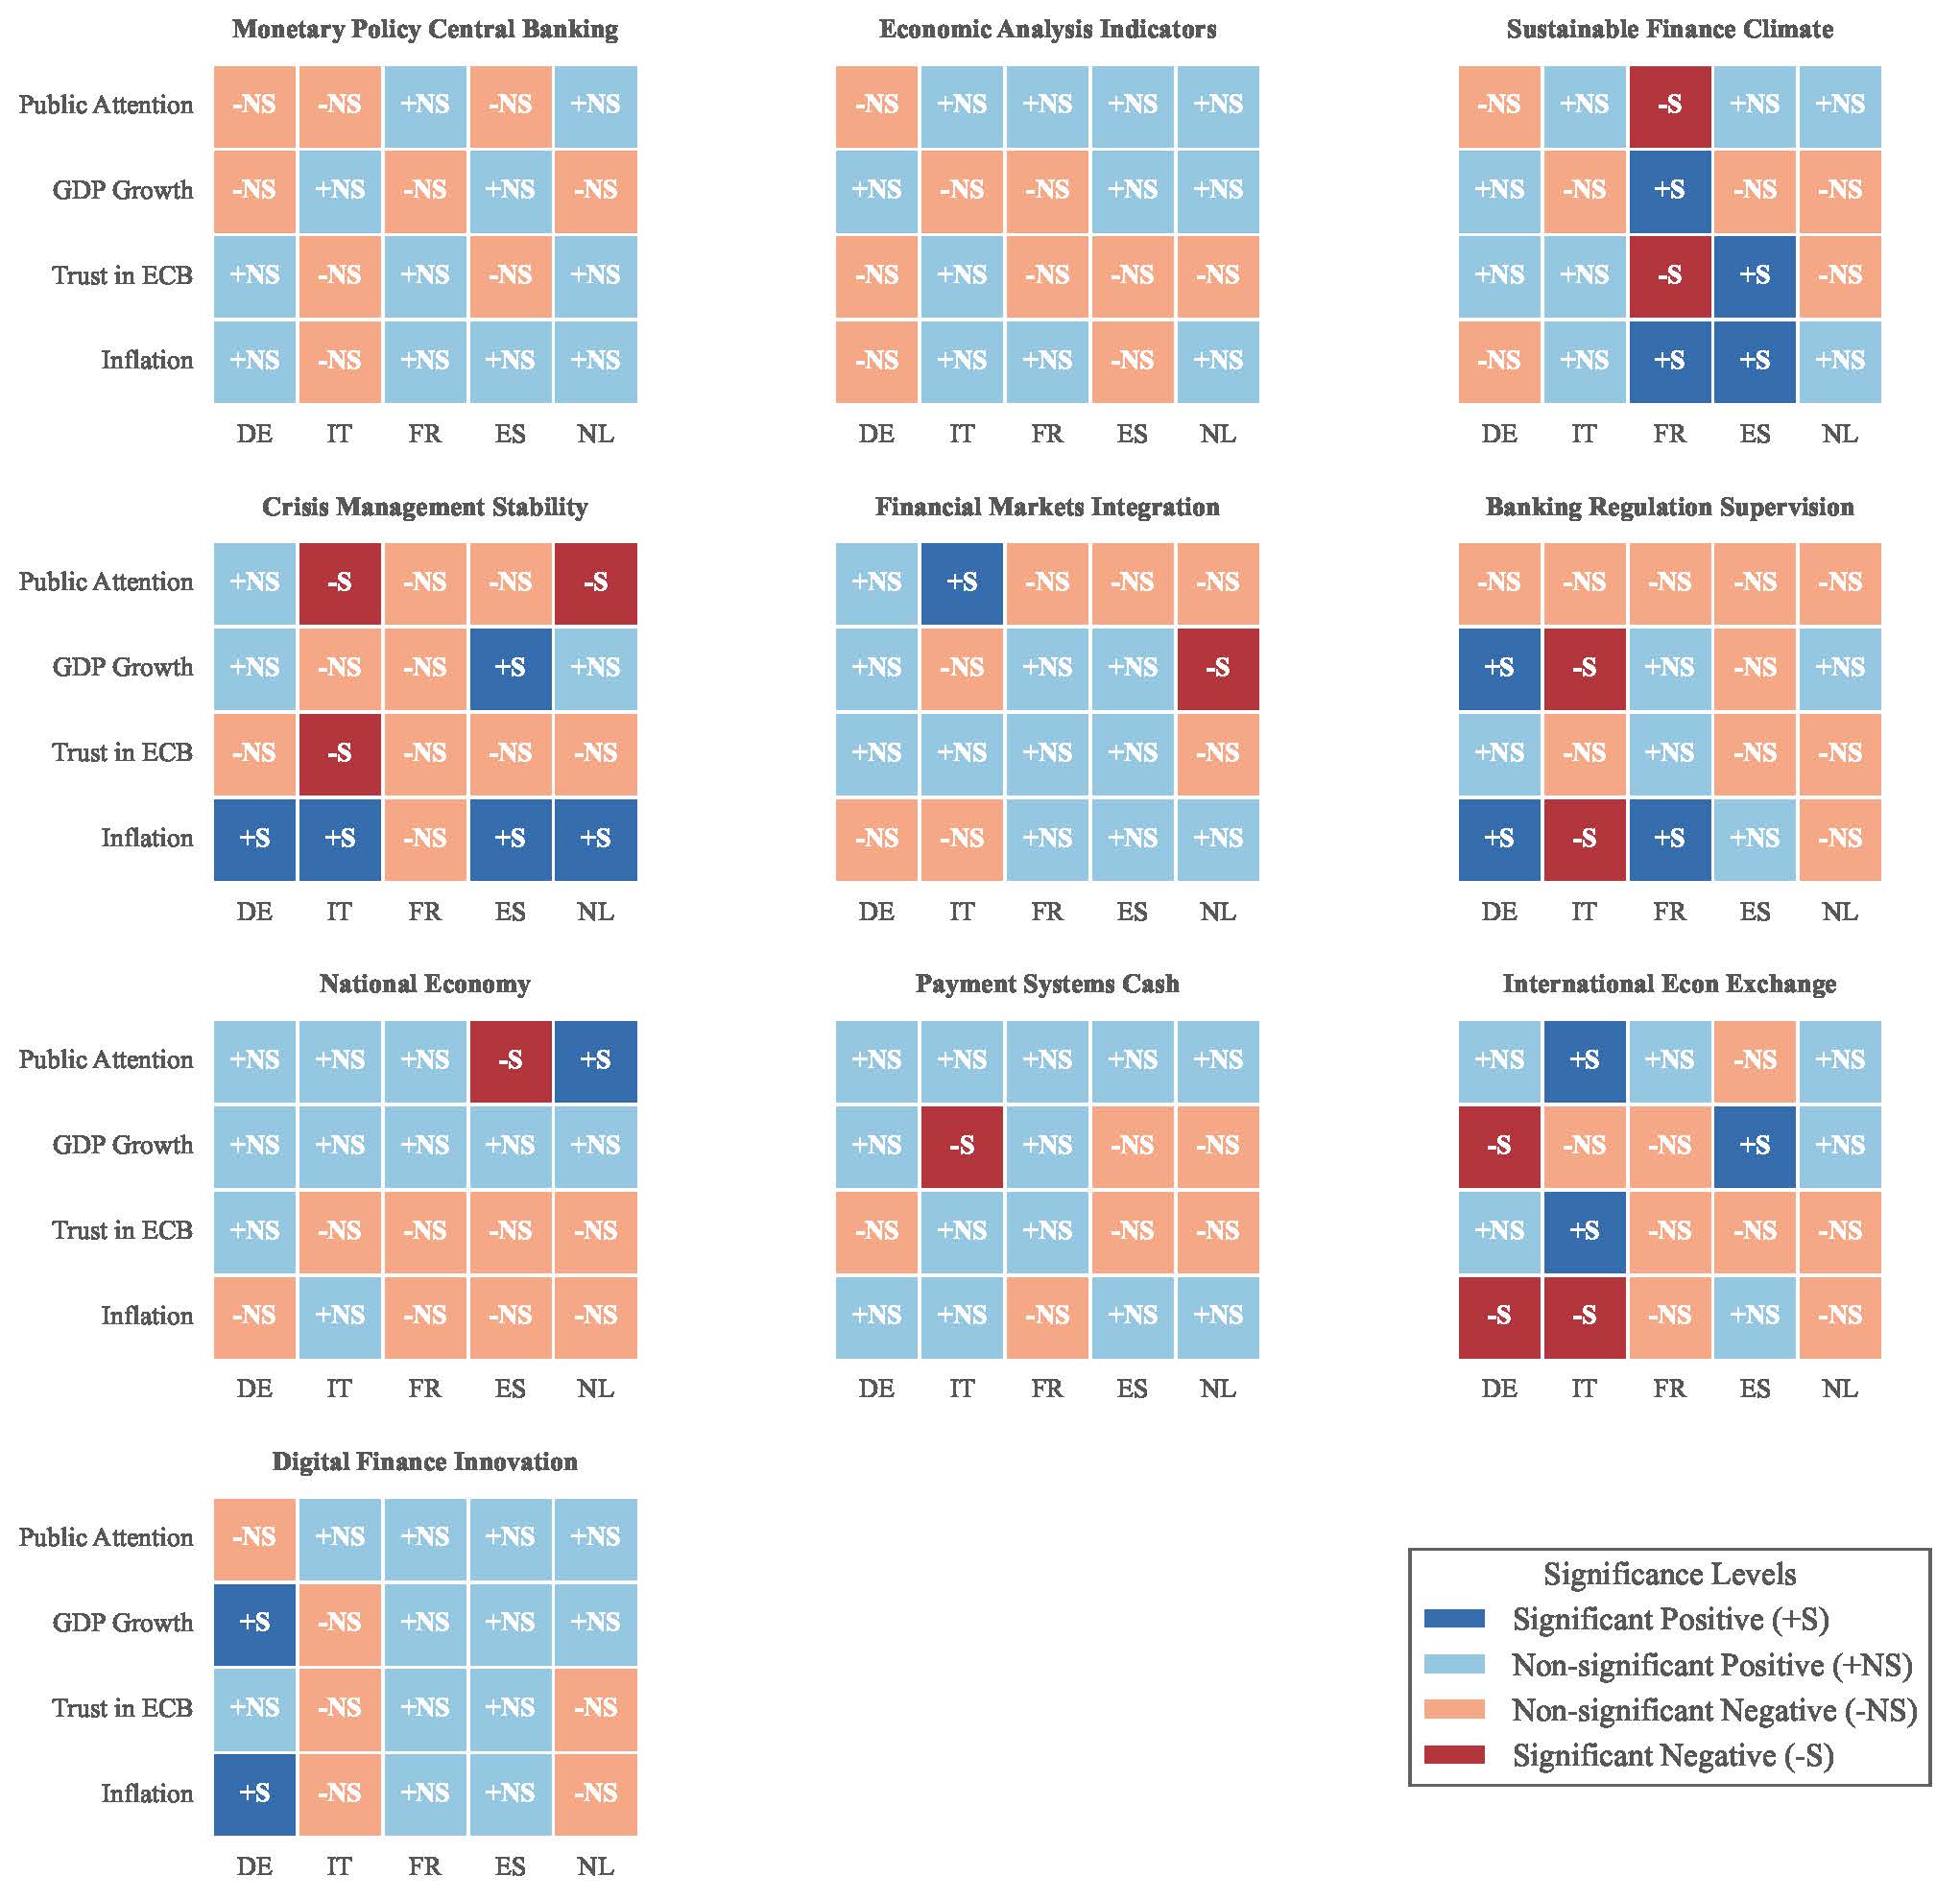 Monetary Policy Central Banking
Public Attention -NS -NS +NS -NS +NS
GDP Growth -NS +NS -NS +NS -NS
Trust in ECB +NS -NS +NS -NS +NS
Inflation +NS -NS +NS +NS +NS
DE IT FR ES NL
Economic Analysis Indicators
-NS +NS +NS +NS +NS
+NS -NS -NS +NS +NS
-NS +NS -NS -NS -NS
-NS +NS +NS -NS +NS
DE IT FR ES NL
Sustainable Finance Climate
-NS +NS -S +NS +NS
+NS -NS +S -NS -NS
+NS +NS -S +S -NS
-NS +NS +S +S +NS
DE IT FR ES NL
Crisis Management Stability
Public Attention +NS -S -NS -NS -S
GDP Growth +NS -NS -NS +S +NS
Trust in ECB -NS -S -NS -NS -NS
Inflation +S +S -NS +S +S
DE IT FR ES NL
Financial Markets Integration
+NS +S -NS -NS -NS
+NS -NS +NS +NS -S
+NS +NS +NS +NS -NS
-NS -NS +NS +NS +NS
DE IT FR ES NL
Banking Regulation Supervision
-NS -NS -NS -NS -NS
+S -S +NS -NS +NS
+NS -NS +NS -NS -NS
+S -S +S +NS -NS
DE IT FR ES NL
National Economy
Public Attention +NS +NS +NS -S +S
GDP Growth +NS +NS +NS +NS +NS
Trust in ECB +NS -NS -NS -NS -NS
Inflation -NS +NS -NS -NS -NS
DE IT FR ES NL
Payment Systems Cash
+NS +NS +NS +NS +NS
+NS -S +NS -NS -NS
-NS +NS +NS -NS -NS
+NS +NS -NS +NS +NS
DE IT FR ES NL
International Econ Exchange
+NS +S +NS -NS +NS
-S -NS -NS +S +NS
+NS +S -NS -NS -NS
-S -S -NS +NS -NS
DE IT FR ES NL
Digital Finance Innovation
Public Attention -NS +NS +NS +NS +NS
GDP Growth +S -NS +NS +NS +NS
Trust in ECB +NS -NS +NS +NS -NS
Inflation +S -NS +NS +NS -NS
DE IT FR ES NL
Significance Levels
Significant Positive (+S)
Non-significant Positive (+NS)
Non-significant Negative (-NS)
Significant Negative (-S)